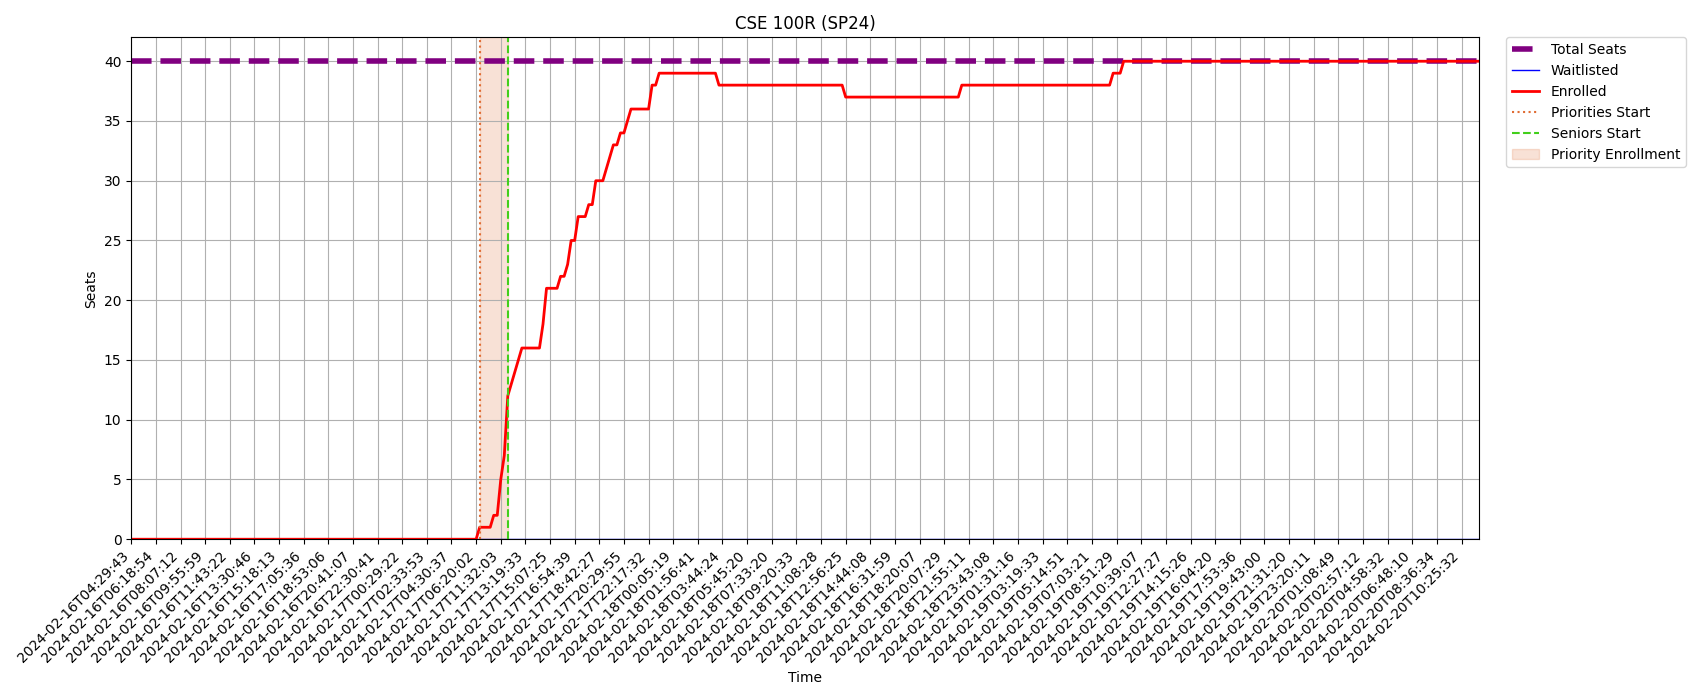 CSE 100R (SP24)
Total Seats
Waitlisted
Enrolled
Priorities Start
Seniors Start
Priority Enrollment
Seats
40
35
30
25
20
15
10
5
0
2024-02-16T04:29:43
2024-02-16T06:18:54
2024-02-16T08:07:12
2024-02-16T09:55:59
2024-02-16T11:43:22
2024-02-16T13:30:46
2024-02-16T15:18:13
2024-02-16T17:05:36
2024-02-16T18:53:06
2024-02-16T20:41:07
2024-02-16T22:30:41
2024-02-17T00:29:22
2024-02-17T02:33:53
2024-02-17T04:30:37
2024-02-17T06:20:02
2024-02-17T11:32:03
2024-02-17T13:19:33
2024-02-17T15:07:25
2024-02-17T16:54:39
2024-02-17T18:42:27
2024-02-17T20:29:55
2024-02-17T22:17:32
2024-02-18T00:05:19
2024-02-18T01:56:41
2024-02-18T03:44:24
2024-02-18T05:45:20
2024-02-18T07:33:20
2024-02-18T09:20:33
2024-02-18T11:08:28
2024-02-18T12:56:25
2024-02-18T14:44:08
2024-02-18T16:31:59
2024-02-18T18:20:07
2024-02-18T20:07:29
2024-02-18T21:55:11
2024-02-18T23:43:08
2024-02-19T01:31:16
2024-02-19T03:19:33
2024-02-19T05:14:51
2024-02-19T07:03:21
2024-02-19T08:51:29
2024-02-19T10:39:07
2024-02-19T12:27:27
2024-02-19T14:15:26
2024-02-19T16:04:20
2024-02-19T17:53:36
2024-02-19T19:43:00
2024-02-19T21:31:20
2024-02-19T23:20:11
2024-02-20T01:08:49
2024-02-20T02:57:12
2024-02-20T04:58:32
2024-02-20T06:48:10
2024-02-20T08:36:34
2024-02-20T10:25:32
Time